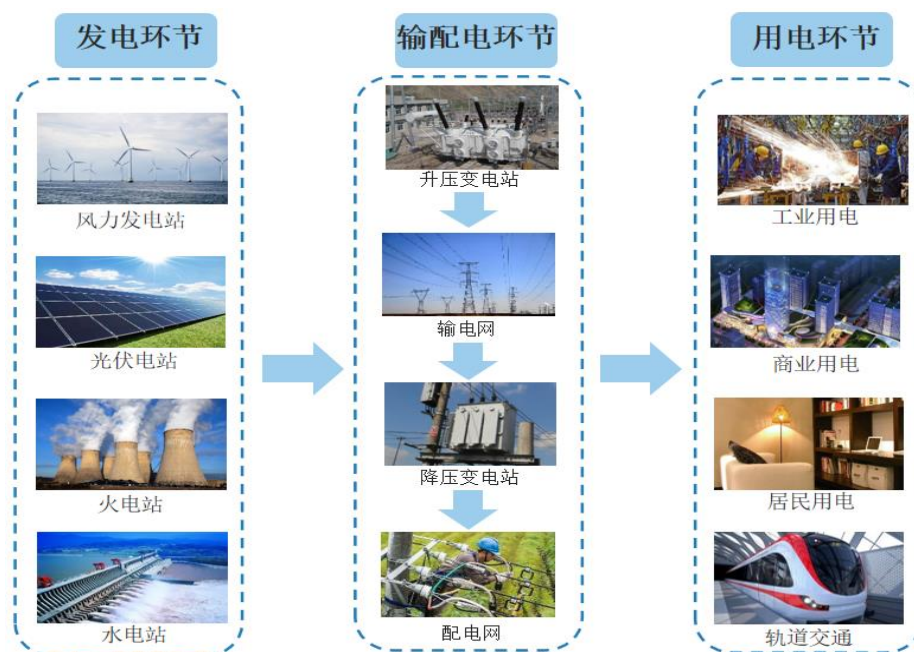 发电环节
输配电环节
用电环节
风力发电站
光伏电站
火电站
水电站
升压变电站
输电网
降压变电站
配电网
工业用电
商业用电
居民用电
轨道交通